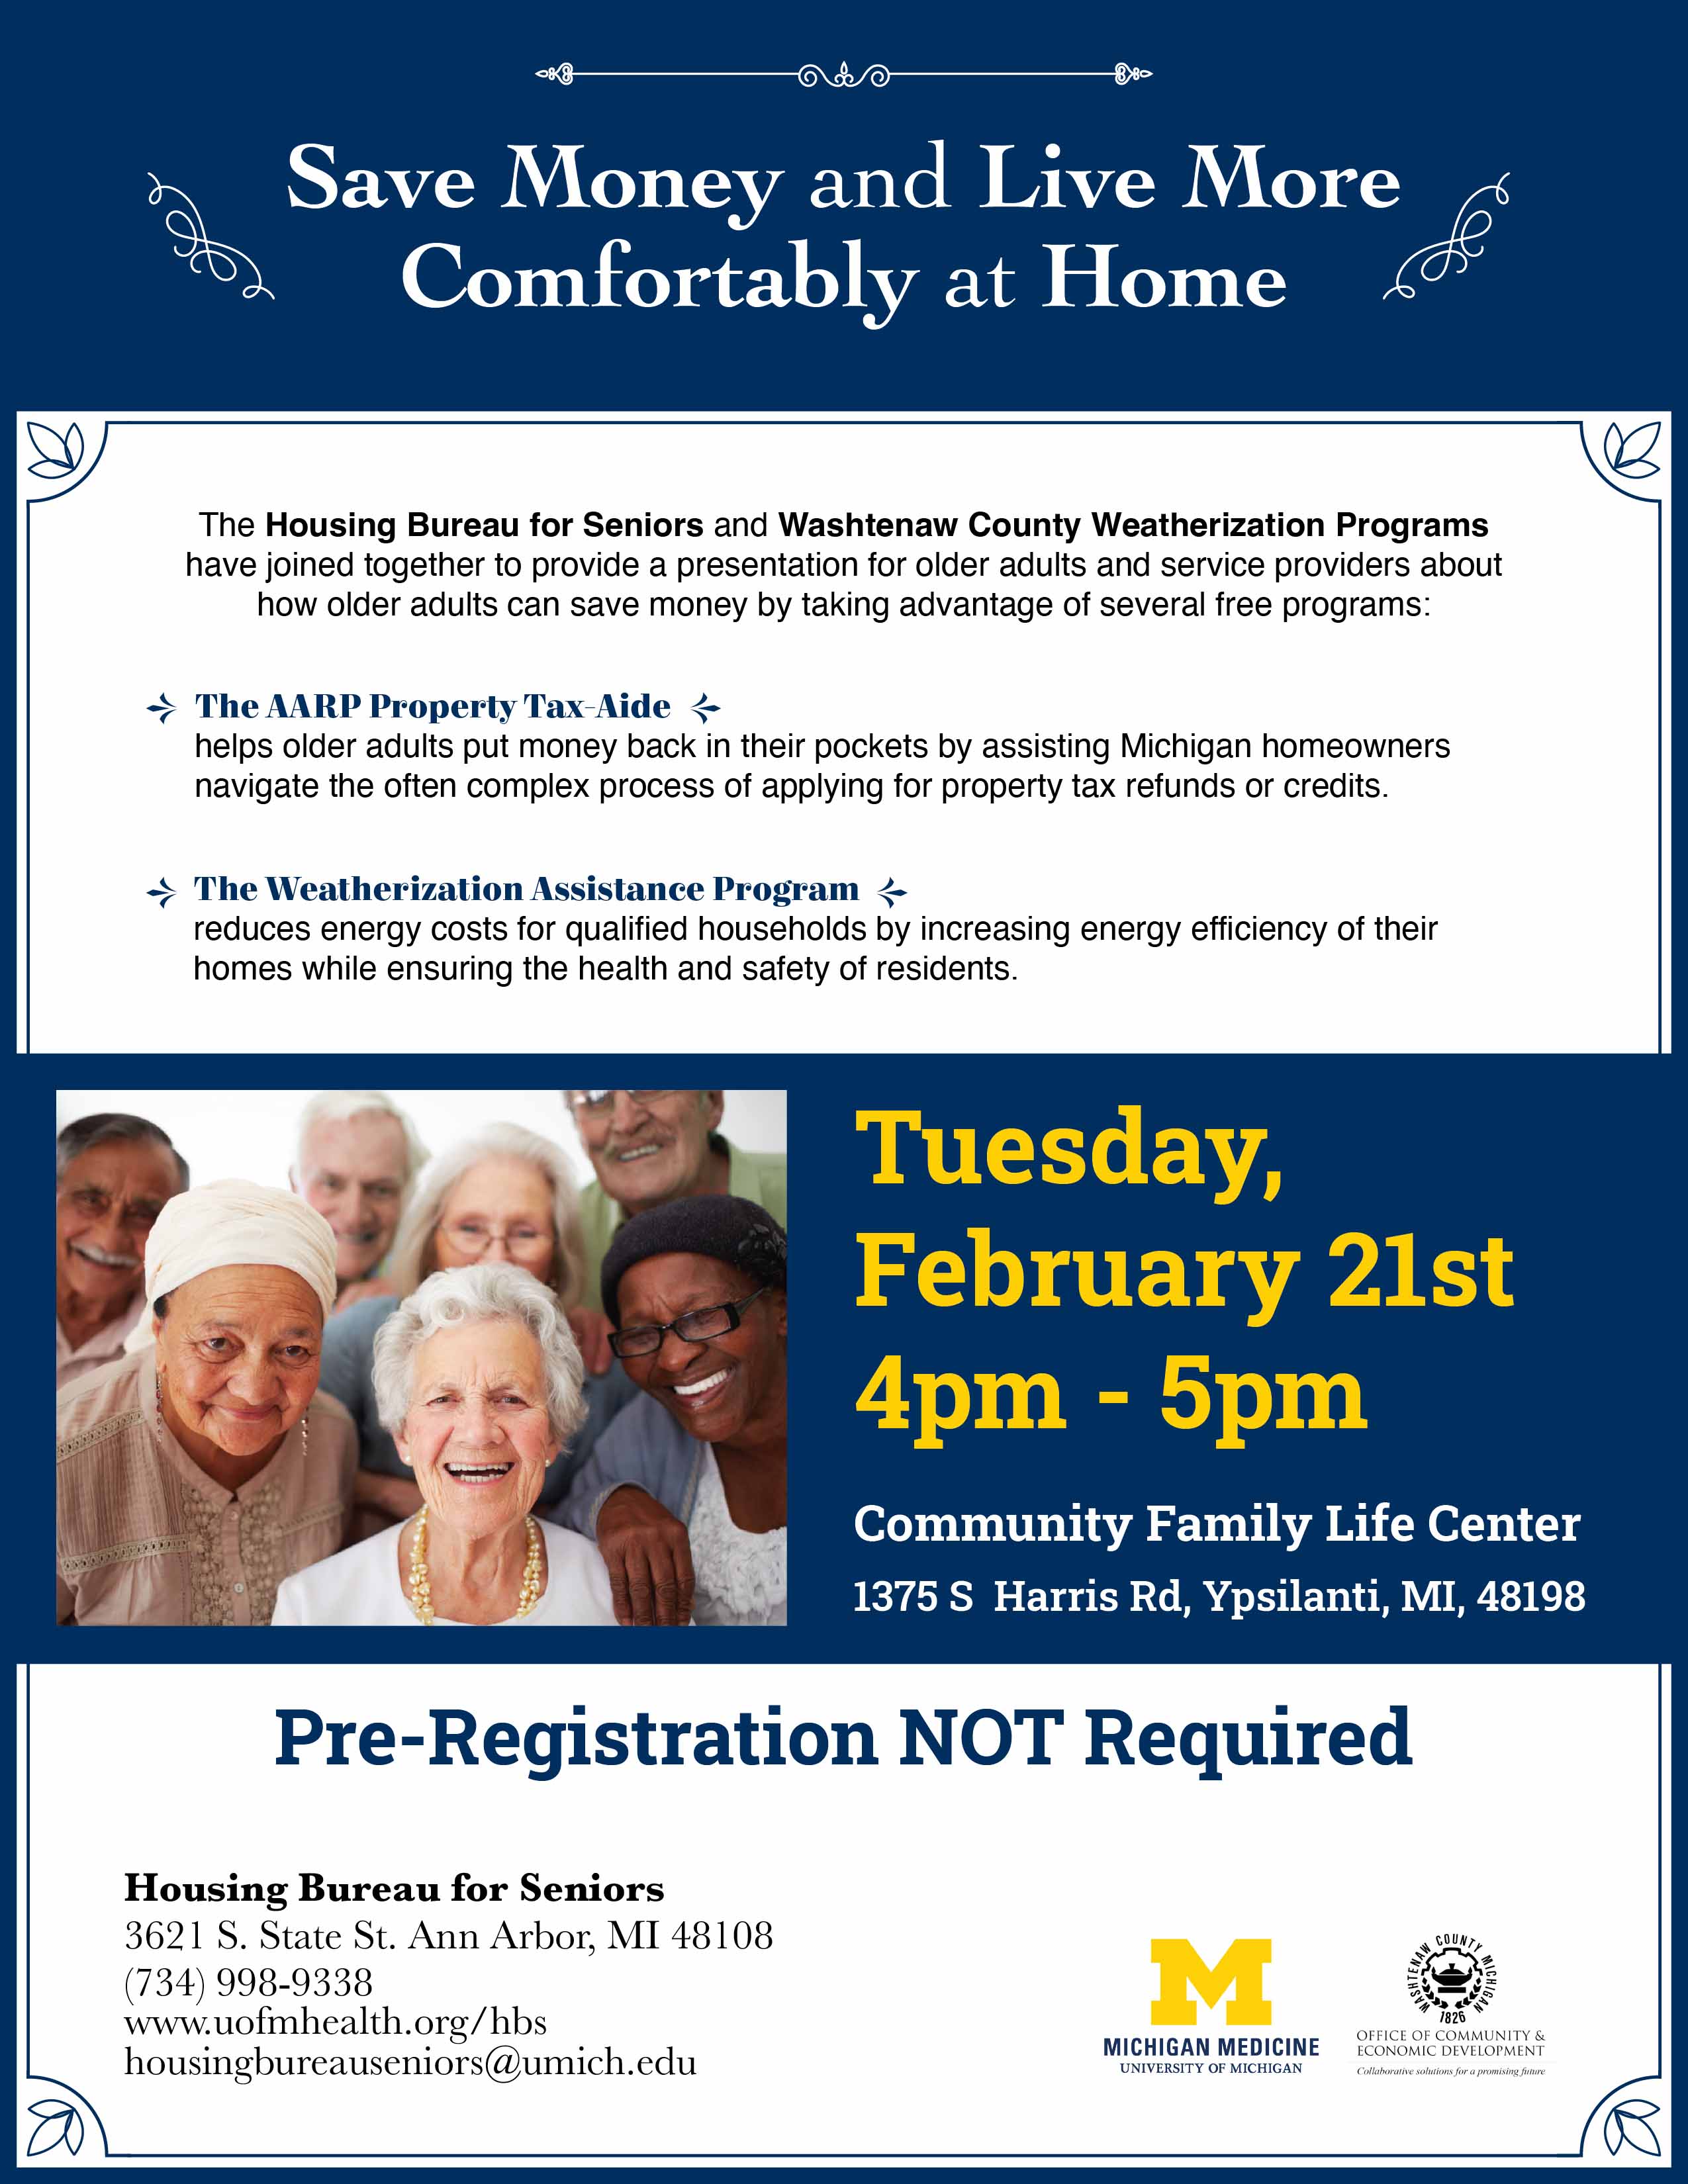 Save Money and Live More
Comfortably at Home
The Housing Bureau for Seniors and Washtenaw County Weatherization Programs
have joined together to provide a presentation for older adults and service providers about
how older adults can save money by taking advantage of several free programs:
The AARP Property Tax-Aide
helps older adults put money back in their pockets by assisting Michigan homeowners
navigate the often complex process of applying for property tax refunds or credits.
The Weatherization Assistance Program
reduces energy costs for qualified households by increasing energy efficiency of their
homes while ensuring the health and safety of residents.
Tuesday,
February 21st
4pm - 5pm
Community Family Life Center
1375 S Harris Rd, Ypsilanti, MI, 48198
Pre-Registration NOT Required
Housing Bureau for Seniors
3621 S. State St. Ann Arbor, MI 48108
(734) 998-9338
www.uofmhealth.org/hbs
housingbureauseniors@umich.edu
M
MICHIGAN MEDICINE
UNIVERSITY OF MICHIGAN
WASHTENAW COUNTY MICHIGAN
1826
OFFICE OF COMMUNITY &
ECONOMIC DEVELOPMENT
Collaborative solutions for a promising future